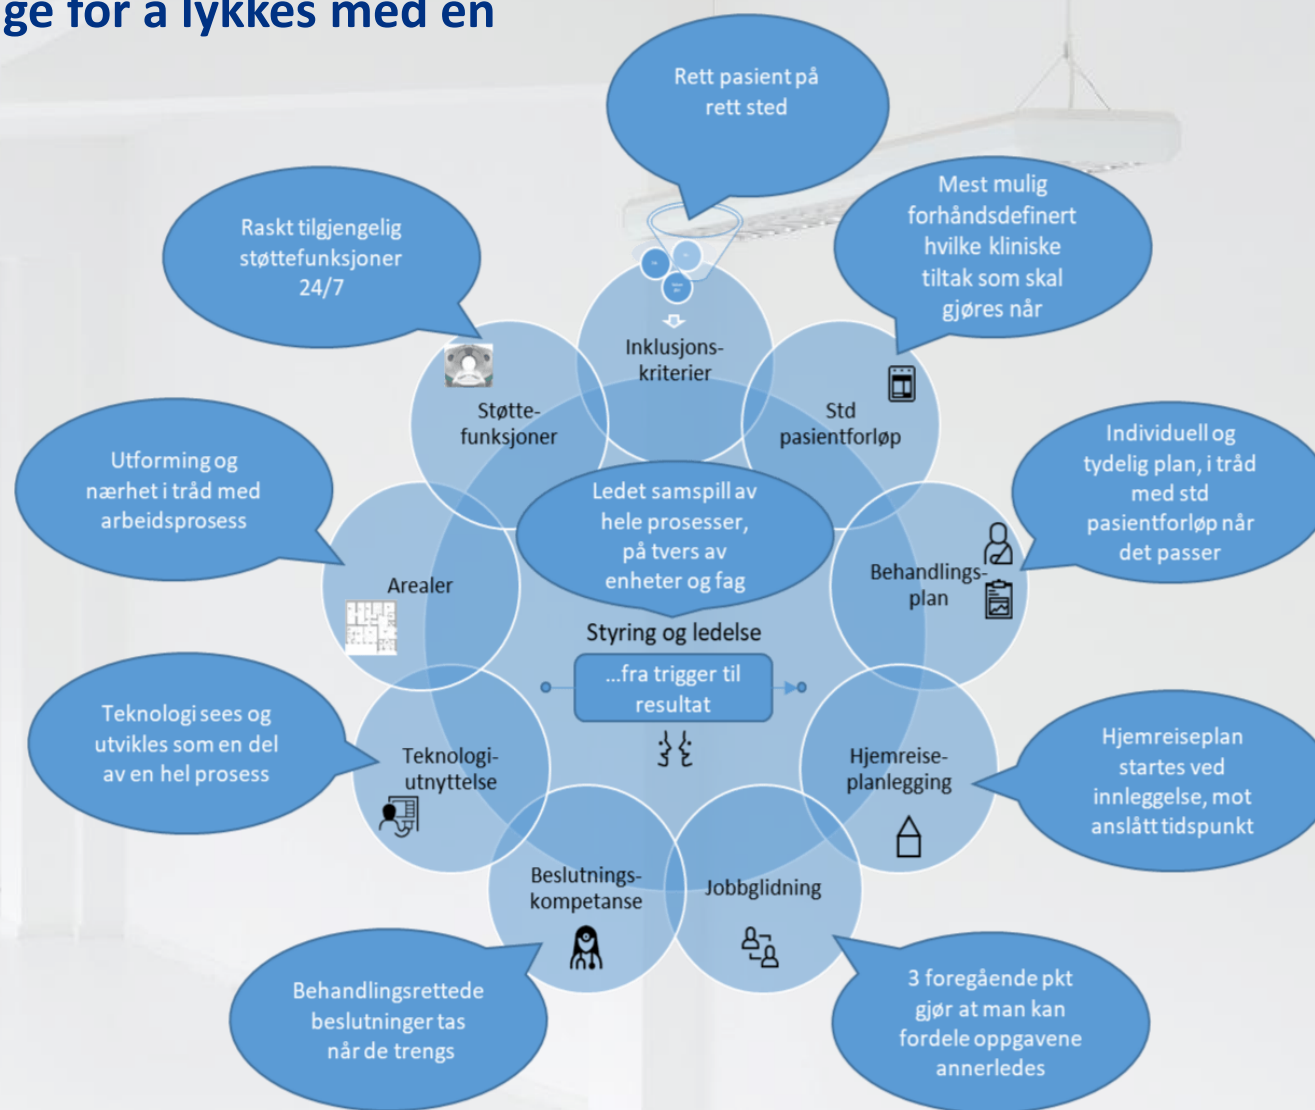 ge for å lykkes med en
Rett pasient på
rett sted
Mest mulig
forhåndsdefinert
hvilke kliniske
tiltak som skal
gjøres når
Raskt tilgjengelig
støttefunksjoner
24/7
Inklusjons-
kriterier
Støtte-
funksjoner
Std
pasientforløp
Individuell og
tydelig plan, i tråd
med std
pasientforløp når
det passer
Utforming og
nærhet i tråd med
arbeidsprosess
Ledet samspill av
hele prosesser,
på tvers av
enheter og fag
Arealer
Behandlings-
plan
Styring og ledelse
...fra trigger til
resultat
Teknologi sees og
utvikles som en del
av en hel prosess
Teknologi-
utnyttelse
Hjemreise-
planlegging
Hjemreiseplan
startes ved
innleggelse, mot
anslått tidspunkt
Beslutnings-
kompetanse
Jobbglidning
Behandlingsrettede
beslutninger tas
når de trengs
3 foregående pkt
gjør at man kan
fordele oppgavene
annerledes